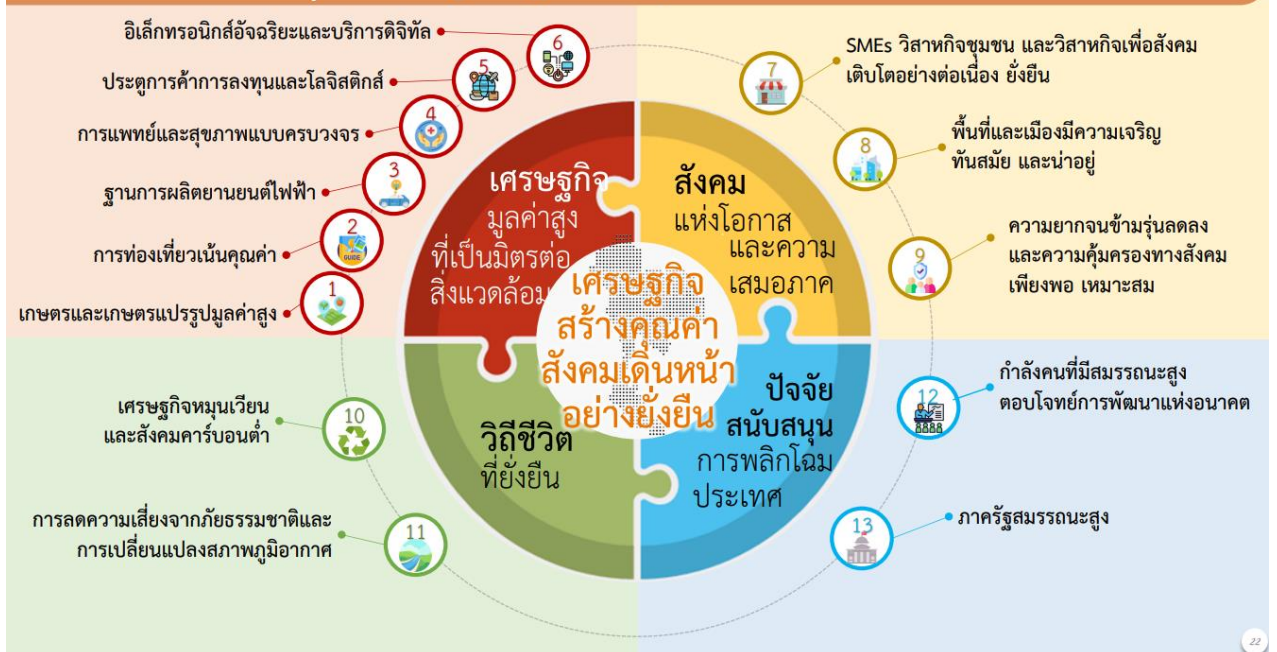 6
อิเล็กทรอนิกส์อัจฉริยะและบริการดิจิทัล
5
ประตูการค้าการลงทุนและโลจิสติกส์
4
การแพทย์และสุขภาพแบบครบวงจร
3
ฐานการผลิตยานยนต์ไฟฟ้า
2
GUIDE
การท่องเที่ยวเน้นคุณค่า
1
เกษตรและเกษตรแปรรูปมูลค่าสูง
เศรษฐกิจ
มูลค่าสูง
ที่เป็นมิตรต่อ
สิ่งแวดล้อม
7
SMEs วิสาหกิจชุมชน และวิสาหกิจเพื่อสังคม
เติบโตอย่างต่อเนื่อง ยั่งยืน
8
พื้นที่และเมืองมีความเจริญ
ทันสมัย และน่าอยู่
9
ความยากจนข้ามรุ่นลดลง
และความคุ้มครองทางสังคม
เพียงพอ เหมาะสม
สังคม
แห่งโอกาส
และความ
เสมอภาค
เศรษฐกิจ
สร้างคุณค่า
สังคมเดินหน้า
อย่างยั่งยืน
10
เศรษฐกิจหมุนเวียน
และสังคมคาร์บอนต่ำ
11
การลดความเสี่ยงจากภัยธรรมชาติและ
การเปลี่ยนแปลงสภาพภูมิอากาศ
วิถีชีวิต
ที่ยั่งยืน
ปัจจัย
สนับสนุน
การพลิกโฉม
ประเทศ
12
กำลังคนที่มีสมรรถนะสูง
ตอบโจทย์การพัฒนาแห่งอนาคต
13
ภาครัฐสมรรถนะสูง
22